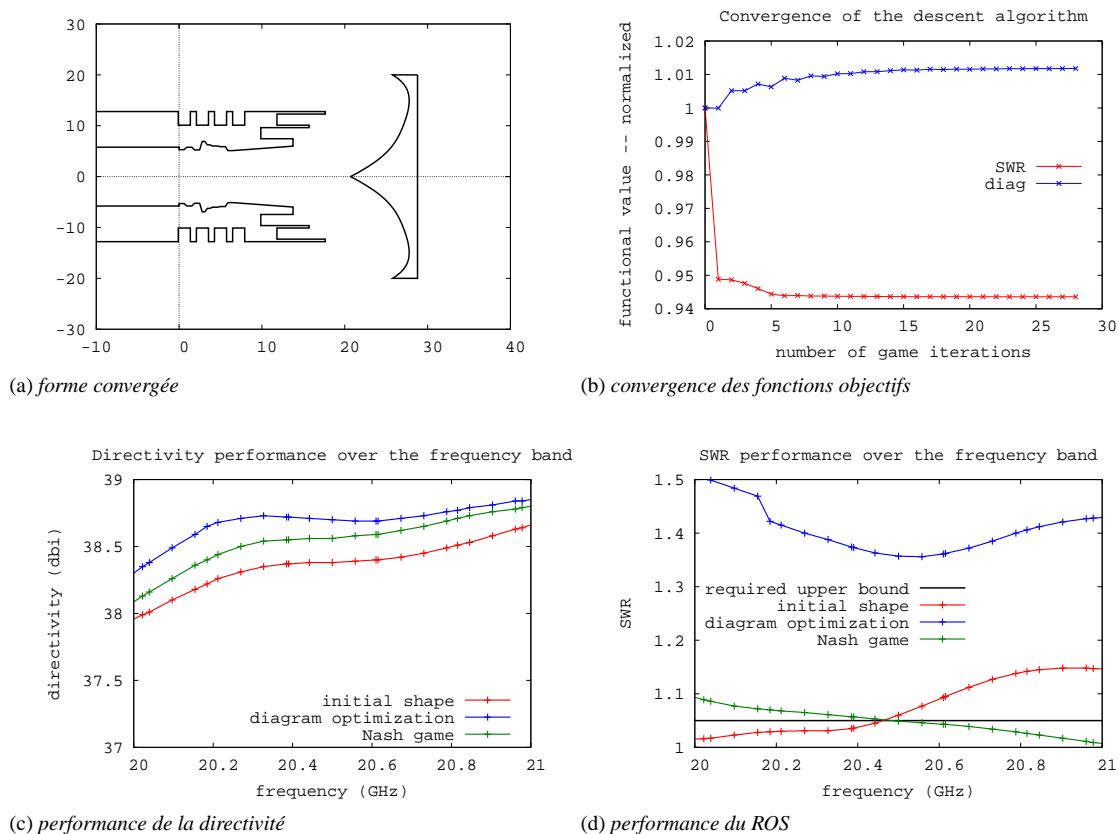 30
20
10
0
-10
-20
-30
-10 0 10 20 30 40
(a) forme convergée
Convergence of the descent algorithm
functional value -- normalized
1.02
1.01
1
0.99
0.98
0.97
0.96
0.95
0.94
SWR
diag
0 5 10 15 20 25 30
number of game iterations
(b) convergence des fonctions objectifs
Directivity performance over the frequency band
directivity (dbi)
39
38.5
38
37.5
37
initial shape
diagram optimization
Nash game
20 20.2 20.4 20.6 20.8 21
frequency (GHz)
(c) performance de la directivité
SWR performance over the frequency band
SWR
1.5
1.4
1.3
1.2
1.1
1
required upper bound
initial shape
diagram optimization
Nash game
20 20.2 20.4 20.6 20.8 21
frequency (GHz)
(d) performance du ROS